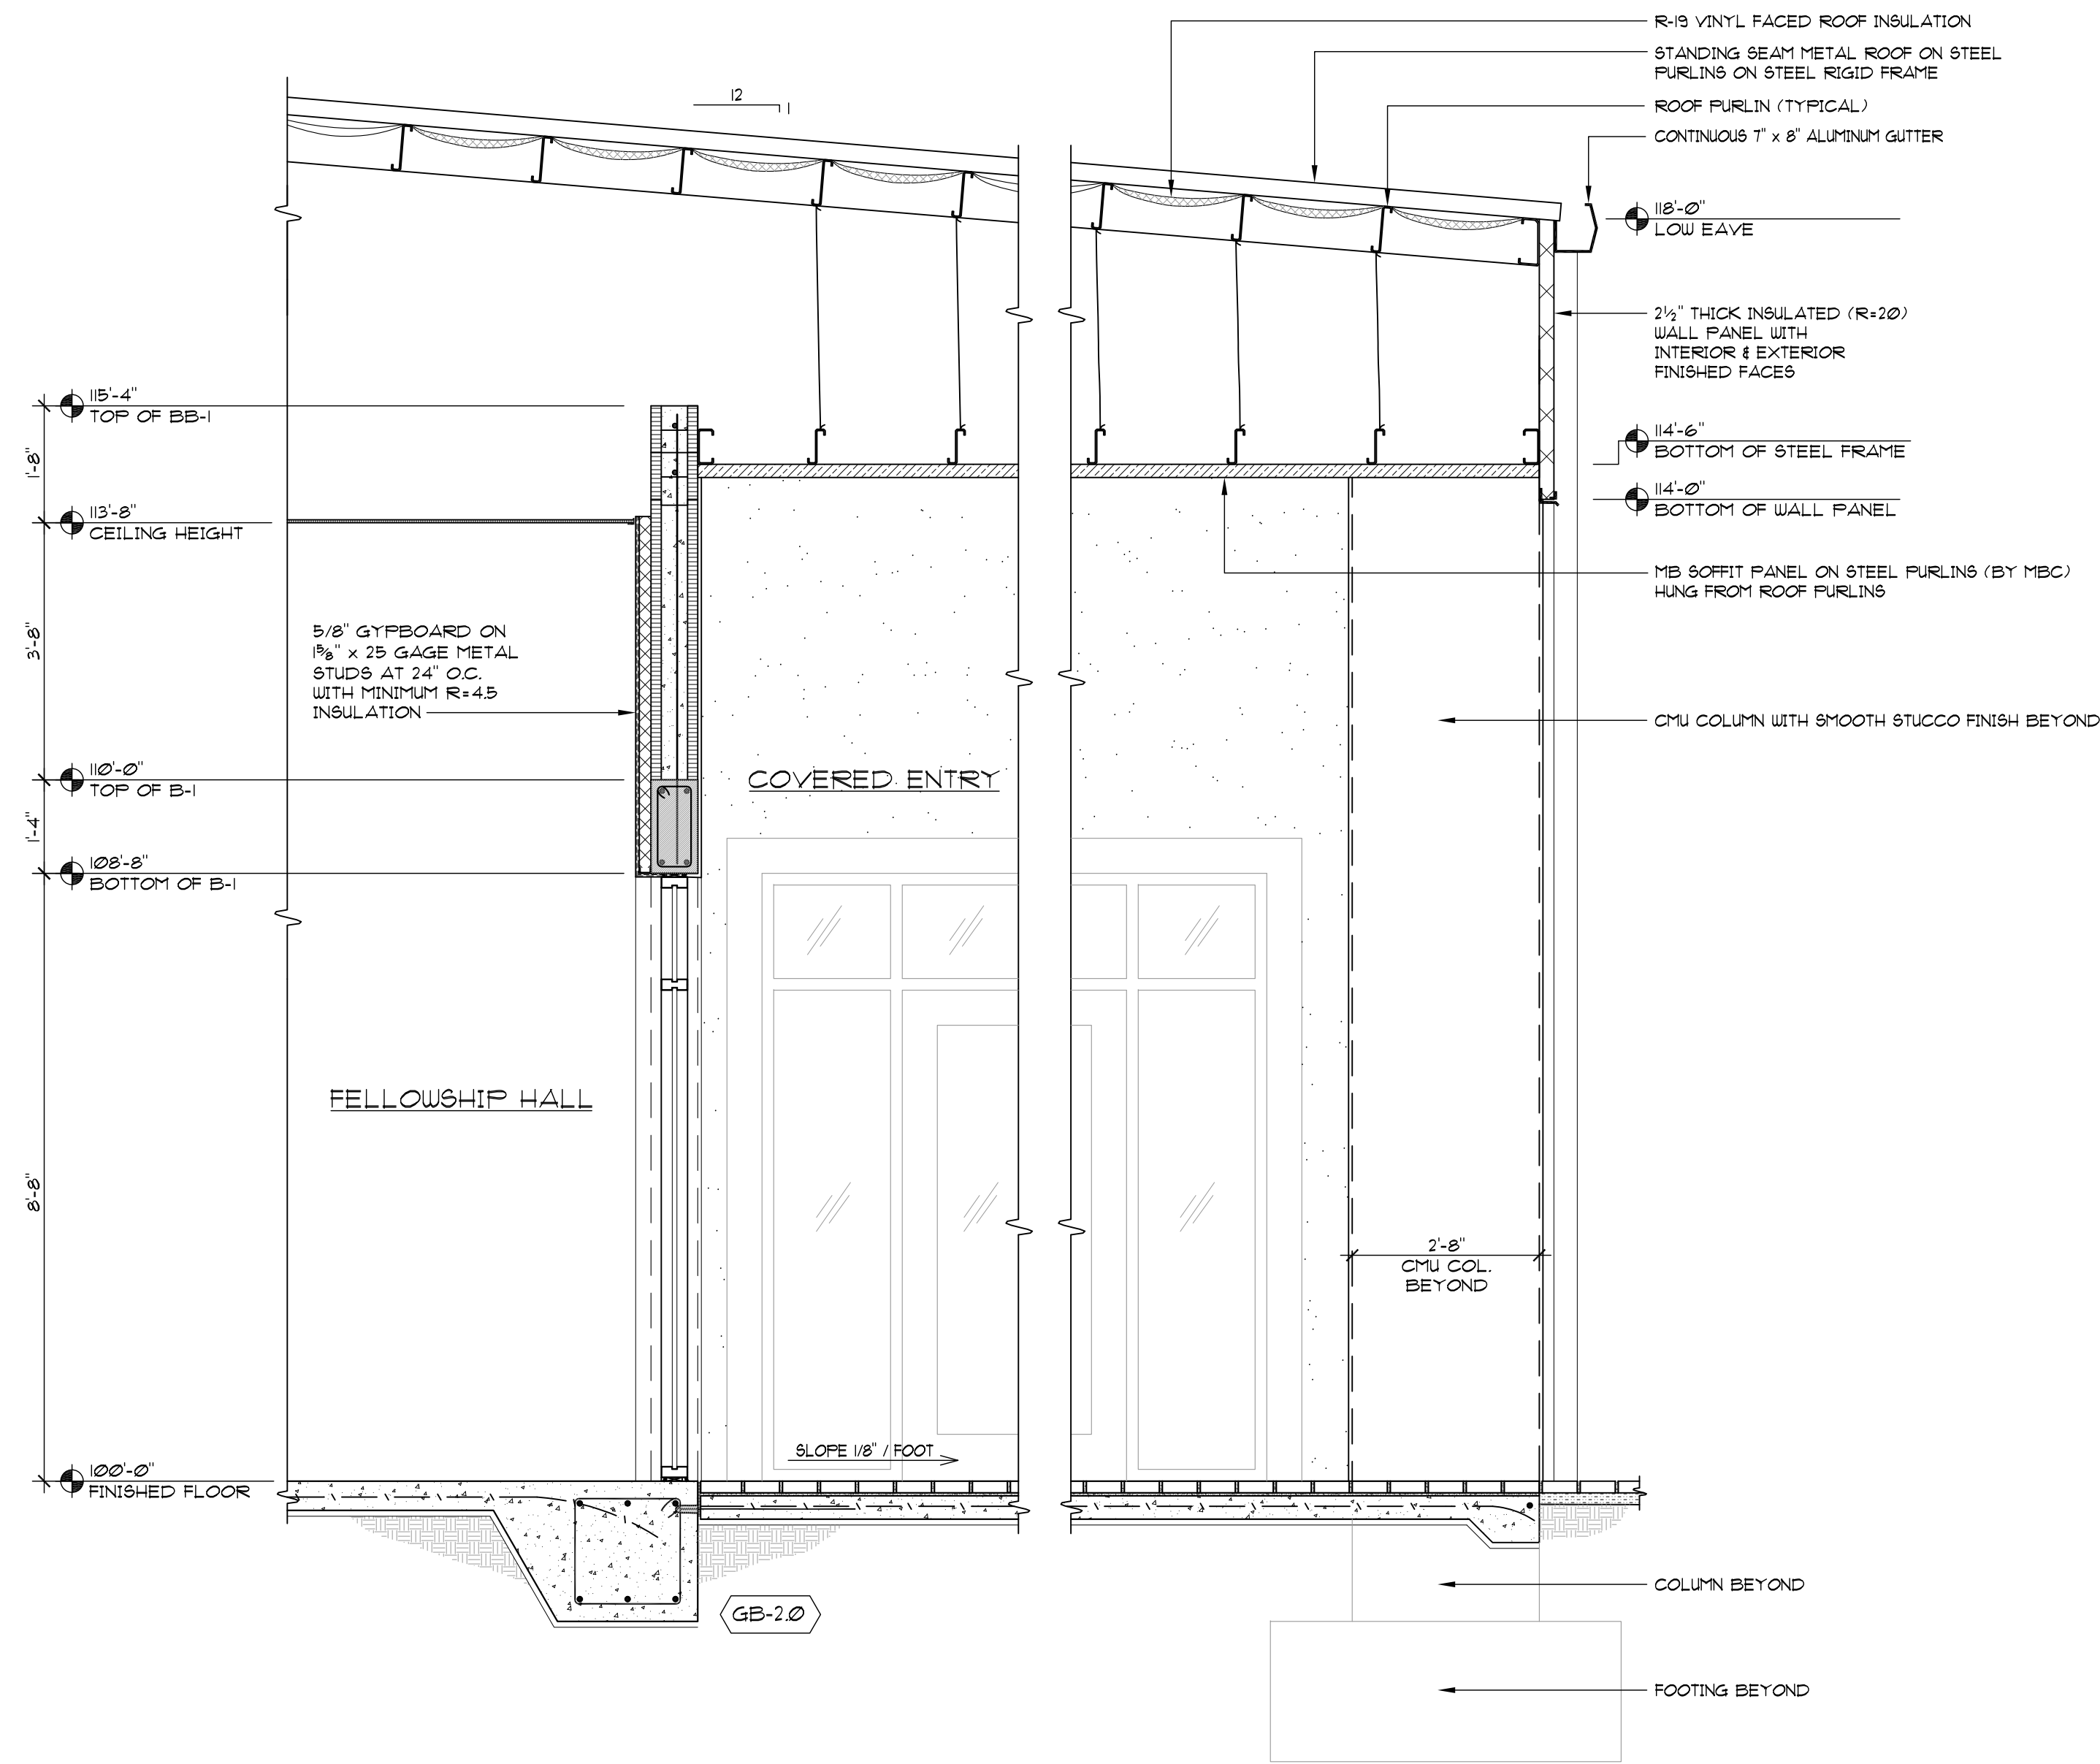 R-19 VINYL FACED ROOF INSULATION
STANDING SEAM METAL ROOF ON STEEL
PURLINS ON STEEL RIGID FRAME
12
1
ROOF PURLIN (TYPICAL)
CONTINUOUS 7" x 8" ALUMINUM GUTTER
118'-0"
LOW EAVE
2½" THICK INSULATED (R=20)
WALL PANEL WITH
INTERIOR & EXTERIOR
FINISHED FACES
115'-4"
TOP OF BB-1
114'-6"
BOTTOM OF STEEL FRAME
1'-8"
114'-0"
BOTTOM OF WALL PANEL
113'-8"
CEILING HEIGHT
MB SOFFIT PANEL ON STEEL PURLINS (BY MBC)
HUNG FROM ROOF PURLINS
3'-8"
5/8" GYPBOARD ON
1⅝" x 25 GAGE METAL
STUDS AT 24" O.C.
WITH MINIMUM R=4.5
INSULATION
CMU COLUMN WITH SMOOTH STUCCO FINISH BEYOND
110'-0"
TOP OF B-1
COVERED ENTRY
1'-4"
108'-8"
BOTTOM OF B-1
FELLOWSHIP HALL
8'-8"
2'-8"
CMU COL.
BEYOND
SLOPE 1/8" / FOOT
100'-0"
FINISHED FLOOR
COLUMN BEYOND
GB-2.0
FOOTING BEYOND